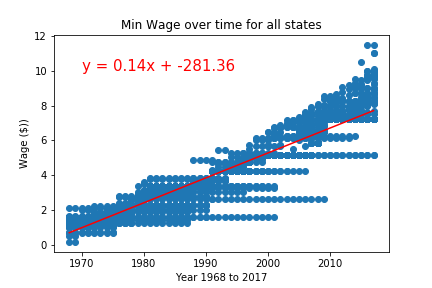 Min Wage over time for all states
12
y = 0.14x + -281.36
10
8
6
4
2
0
Wage ($))
1970 1980 1990 2000 2010
Year 1968 to 2017